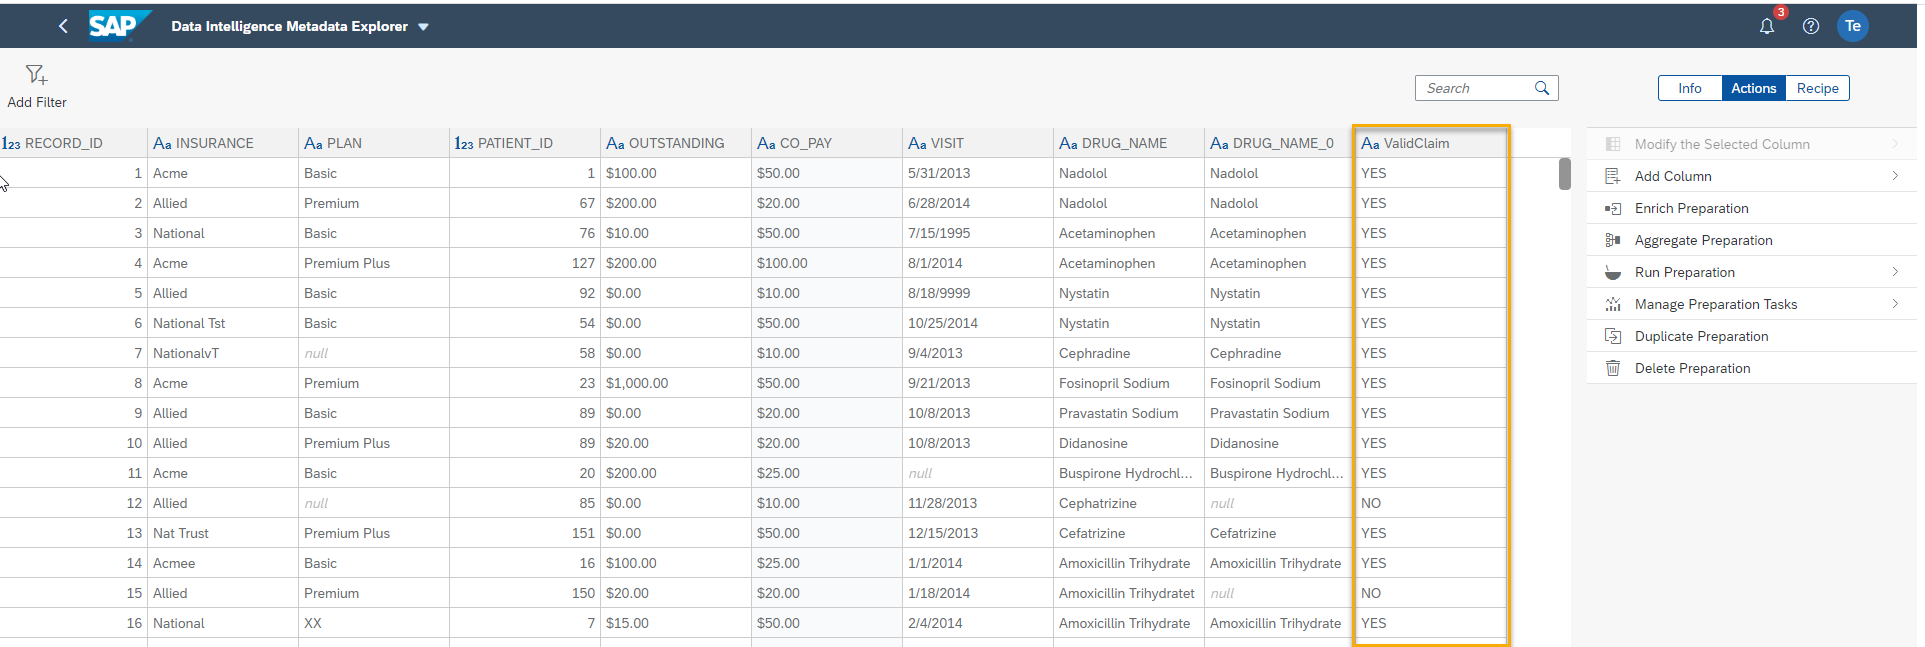 SAP Data Intelligence Metadata Explorer 3 Te
Add Filter Search Info Actions Recipe
123 RECORD_ID Aa INSURANCE Aa PLAN 123 PATIENT_ID Aa OUTSTANDING Aa CO_PAY Aa VISIT Aa DRUG_NAME Aa DRUG_NAME_0 Aa ValidClaim
1 Acme Basic 1 $100.00 $50.00 5/31/2013 Nadolol Nadolol YES
2 Allied Premium 67 $200.00 $20.00 6/28/2014 Nadolol Nadolol YES
3 National Basic 76 $10.00 $50.00 7/15/1995 Acetaminophen Acetaminophen YES
4 Acme Premium Plus 127 $200.00 $100.00 8/1/2014 Acetaminophen Acetaminophen YES
5 Allied Basic 92 $0.00 $10.00 8/18/9999 Nystatin Nystatin YES
6 National Tst Basic 54 $0.00 $50.00 10/25/2014 Nystatin Nystatin YES
7 NationalvT null 58 $0.00 $10.00 9/4/2013 Cephradine Cephradine YES
8 Acme Premium 23 $1,000.00 $50.00 9/21/2013 Fosinopril Sodium Fosinopril Sodium YES
9 Allied Basic 89 $0.00 $20.00 10/8/2013 Pravastatin Sodium Pravastatin Sodium YES
10 Allied Premium Plus 89 $20.00 $20.00 10/8/2013 Didanosine Didanosine YES
11 Acme Basic 20 $200.00 $25.00 null Buspirone Hydrochl... Buspirone Hydrochl... YES
12 Allied null 85 $0.00 $10.00 11/28/2013 Cephatrizine null NO
13 Nat Trust Premium Plus 151 $0.00 $50.00 12/15/2013 Cefatrizine Cefatrizine YES
14 Acmee Basic 16 $100.00 $25.00 1/1/2014 Amoxicillin Trihydrate Amoxicillin Trihydrate YES
15 Allied Premium 150 $20.00 $20.00 1/18/2014 Amoxicillin Trihydratet null NO
16 National XX 7 $15.00 $50.00 2/4/2014 Amoxicillin Trihydrate Amoxicillin Trihydrate YES
Modify the Selected Column
Add Column
Enrich Preparation
Aggregate Preparation
Run Preparation
Manage Preparation Tasks
Duplicate Preparation
Delete Preparation